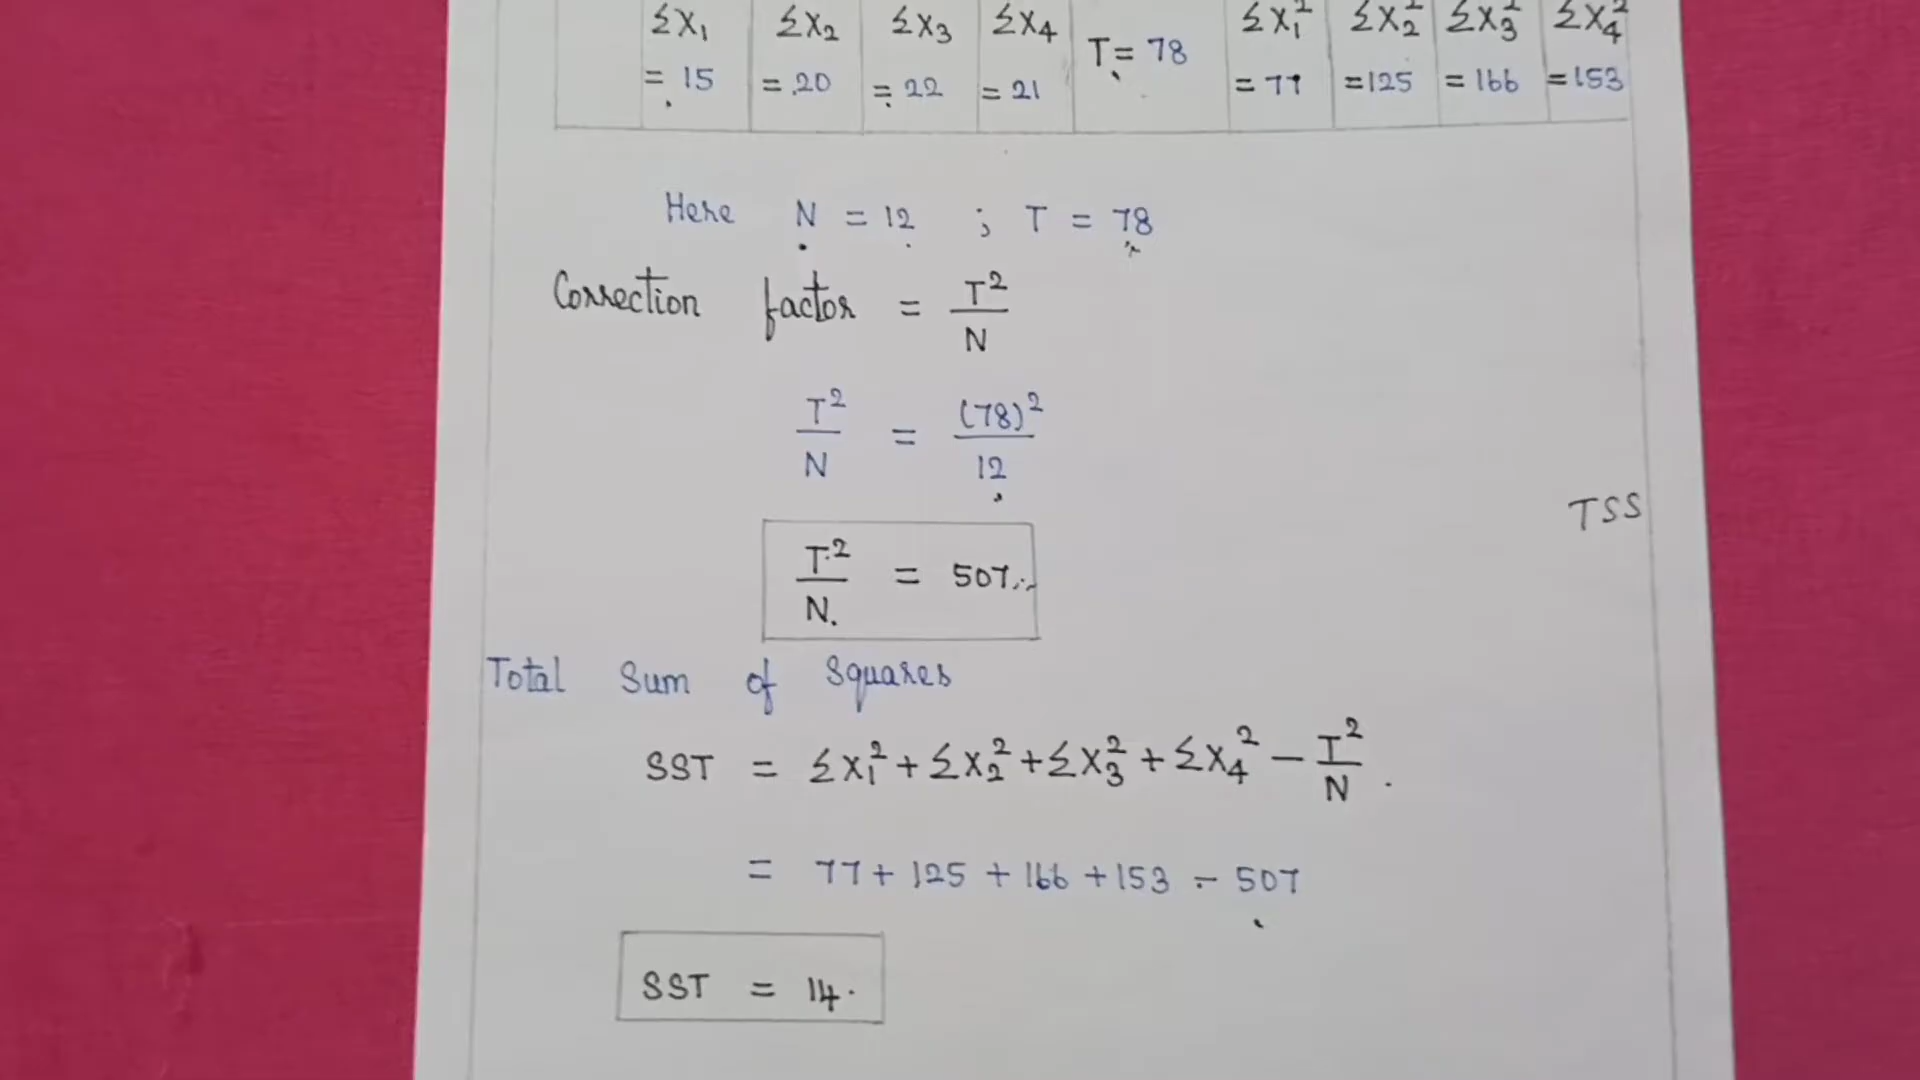 ΣX₁ ΣX₂ ΣX₃ ΣX₄ T = 78 ΣX₁² ΣX₂² ΣX₃² ΣX₄²
= 15 = 20 = 22 = 21 = 77 =125 = 166 =153
Here N = 12 ; T = 78
Correction factor = T²/N
T²/N = (78)²/12
TSS
T²/N = 507
Total Sum of Squares
SST = ΣX₁² + ΣX₂² + ΣX₃² + ΣX₄² − T²/N
= 77 + 125 + 166 + 153 − 507
SST = 14.